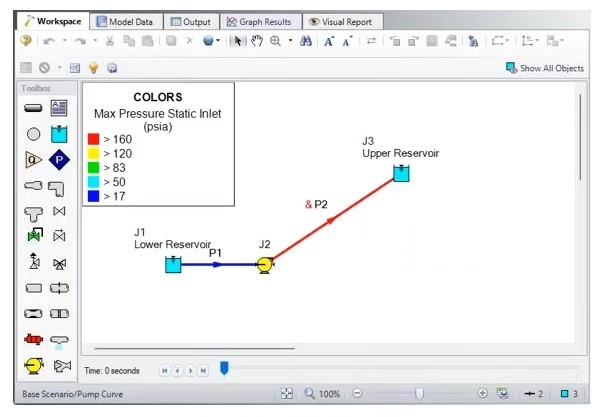 Workspace Model Data Output Graph Results Visual Report
Show All Objects
Toolbox
COLORS
Max Pressure Static Inlet
(psia)
> 160
> 120
> 83
> 50
> 17
J3
Upper Reservoir
& P2
J1
Lower Reservoir
J2
P1
Time: 0 seconds
Base Scenario/Pump Curve 100% 2 3